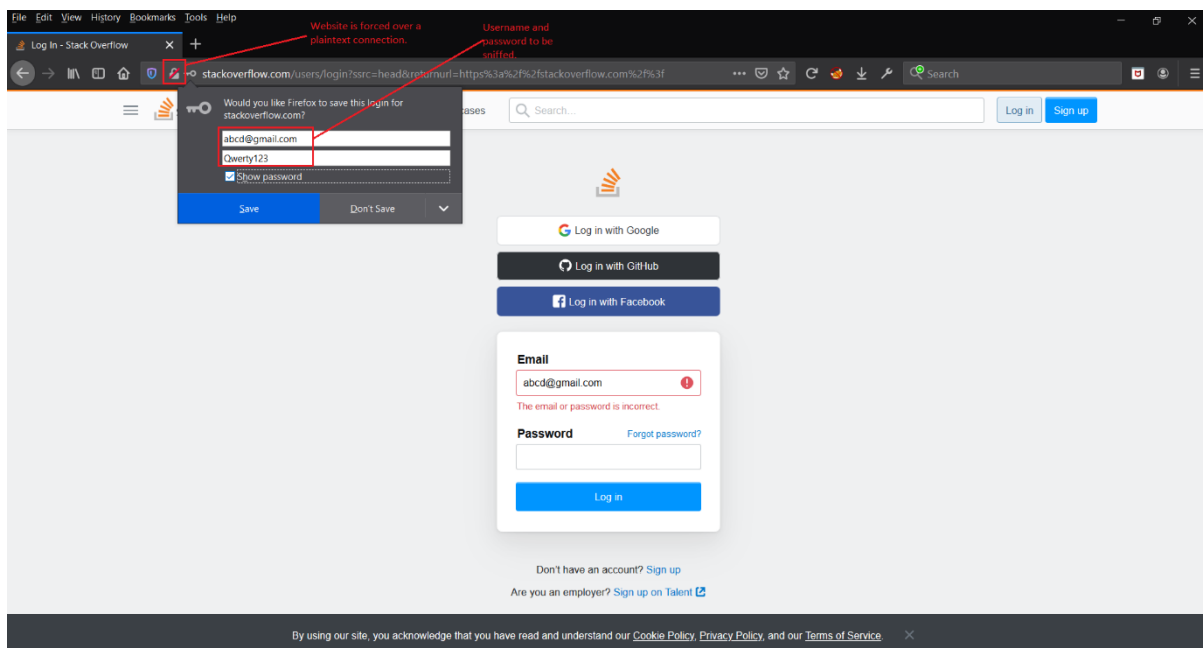 File Edit View History Bookmarks Tools Help
Website is forced over a
plaintext connection.
Username and
password to be
sniffed.
Log In - Stack Overflow
stackoverflow.com/users/login?ssrc=head&returnurl=https%3a%2f%2fstackoverflow.com%2f%3f
Search
Would you like Firefox to save this login for
stackoverflow.com?
abcd@gmail.com
Qwerty123
Show password
Save Don't Save
Search...
Log in Sign up
Log in with Google
Log in with GitHub
Log in with Facebook
Email
abcd@gmail.com
The email or password is incorrect.
Password Forgot password?
Log in
Don't have an account? Sign up
Are you an employer? Sign up on Talent
By using our site, you acknowledge that you have read and understand our Cookie Policy, Privacy Policy, and our Terms of Service.